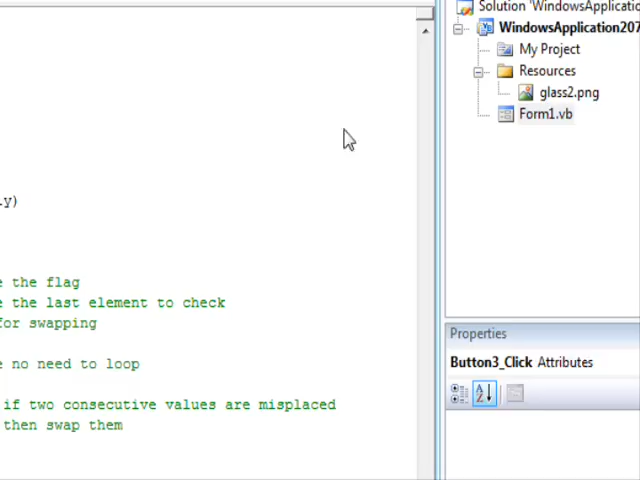 .y)
e the flag
e the last element to check
for swapping
e no need to loop
if two consecutive values are misplaced
then swap them
Solution 'WindowsApplicatio
WindowsApplication207
My Project
Resources
glass2.png
Form1.vb
Properties
Button3_Click Attributes